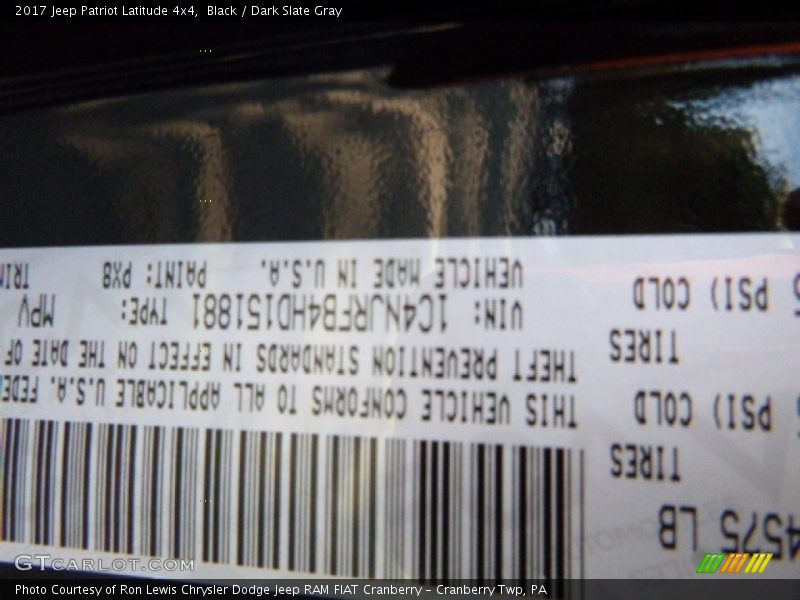 2017 Jeep Patriot Latitude 4x4,  Black / Dark Slate Gray
4575 LB
TIRES
PSI) COLD
TIRES
PSI) COLD
THIS VEHICLE CONFORMS TO ALL APPLICABLE U.S.A. FEDE
THEFT PREVENTION STANDARDS IN EFFECT ON THE DATE OF
VIN: 1C4NJRFB4HD151881 TYPE: MPV
VEHICLE MADE IN U.S.A. PAINT: PX8 TRIM
GTCARLOT.COM
Photo Courtesy of Ron Lewis Chrysler Dodge Jeep RAM FIAT Cranberry - Cranberry Twp, PA